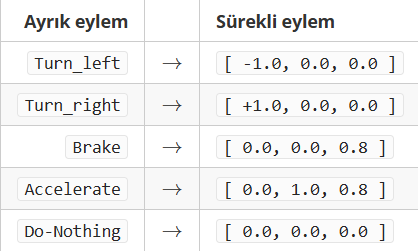 Ayrık eylem Sürekli eylem
Turn_left → [ -1.0, 0.0, 0.0 ]
Turn_right → [ +1.0, 0.0, 0.0 ]
Brake → [ 0.0, 0.0, 0.8 ]
Accelerate → [ 0.0, 1.0, 0.8 ]
Do-Nothing → [ 0.0, 0.0, 0.0 ]